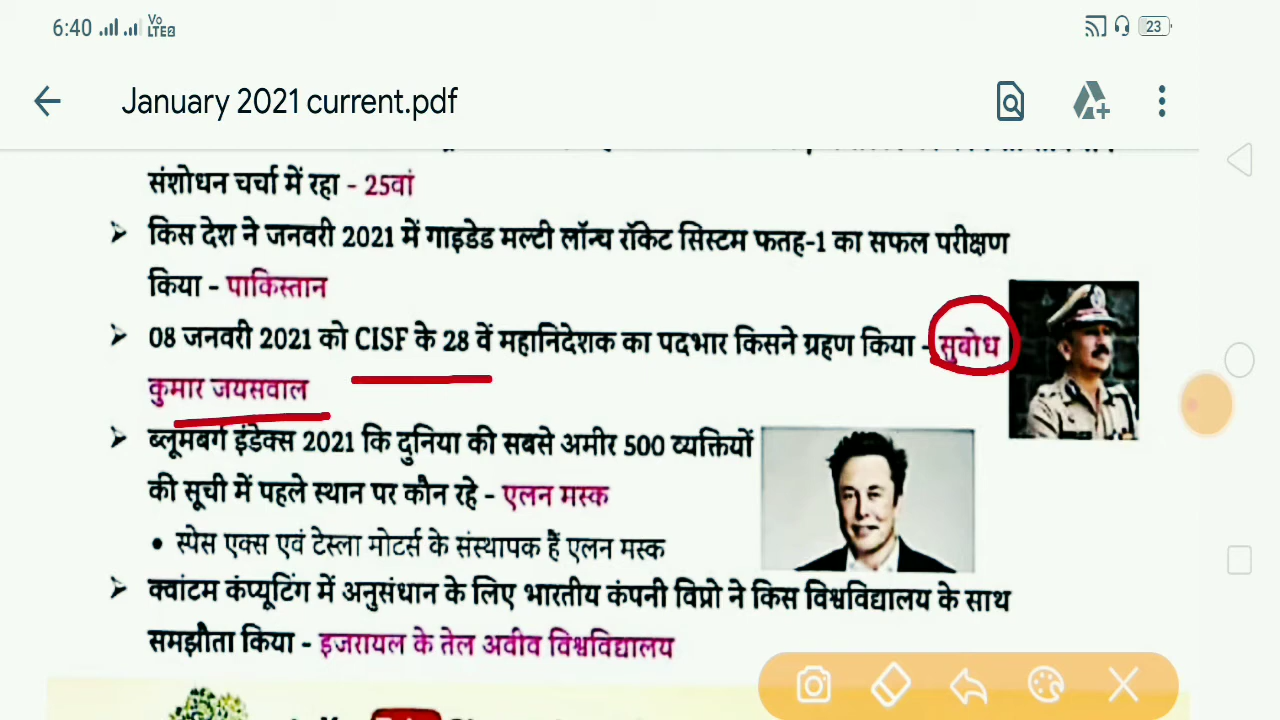 6:40 Vo LTE2 23
January 2021 current.pdf
संशोधन चर्चा में रहा - 25वां
➢ किस देश ने जनवरी 2021 में गाइडेड मल्टी लॉन्च रॉकेट सिस्टम फतह-1 का सफल परीक्षण
किया - पाकिस्तान
➢ 08 जनवरी 2021 को CISF के 28 वें महानिदेशक का पदभार किसने ग्रहण किया - सुबोध
कुमार जयसवाल
➢ ब्लूमबर्ग इंडेक्स 2021 कि दुनिया की सबसे अमीर 500 व्यक्तियों
की सूची में पहले स्थान पर कौन रहे - एलन मस्क
• स्पेस एक्स एवं टेस्ला मोटर्स के संस्थापक हैं एलन मस्क
➢ क्वांटम कंप्यूटिंग में अनुसंधान के लिए भारतीय कंपनी विप्रो ने किस विश्वविद्यालय के साथ
समझौता किया - इजरायल के तेल अवीव विश्वविद्यालय